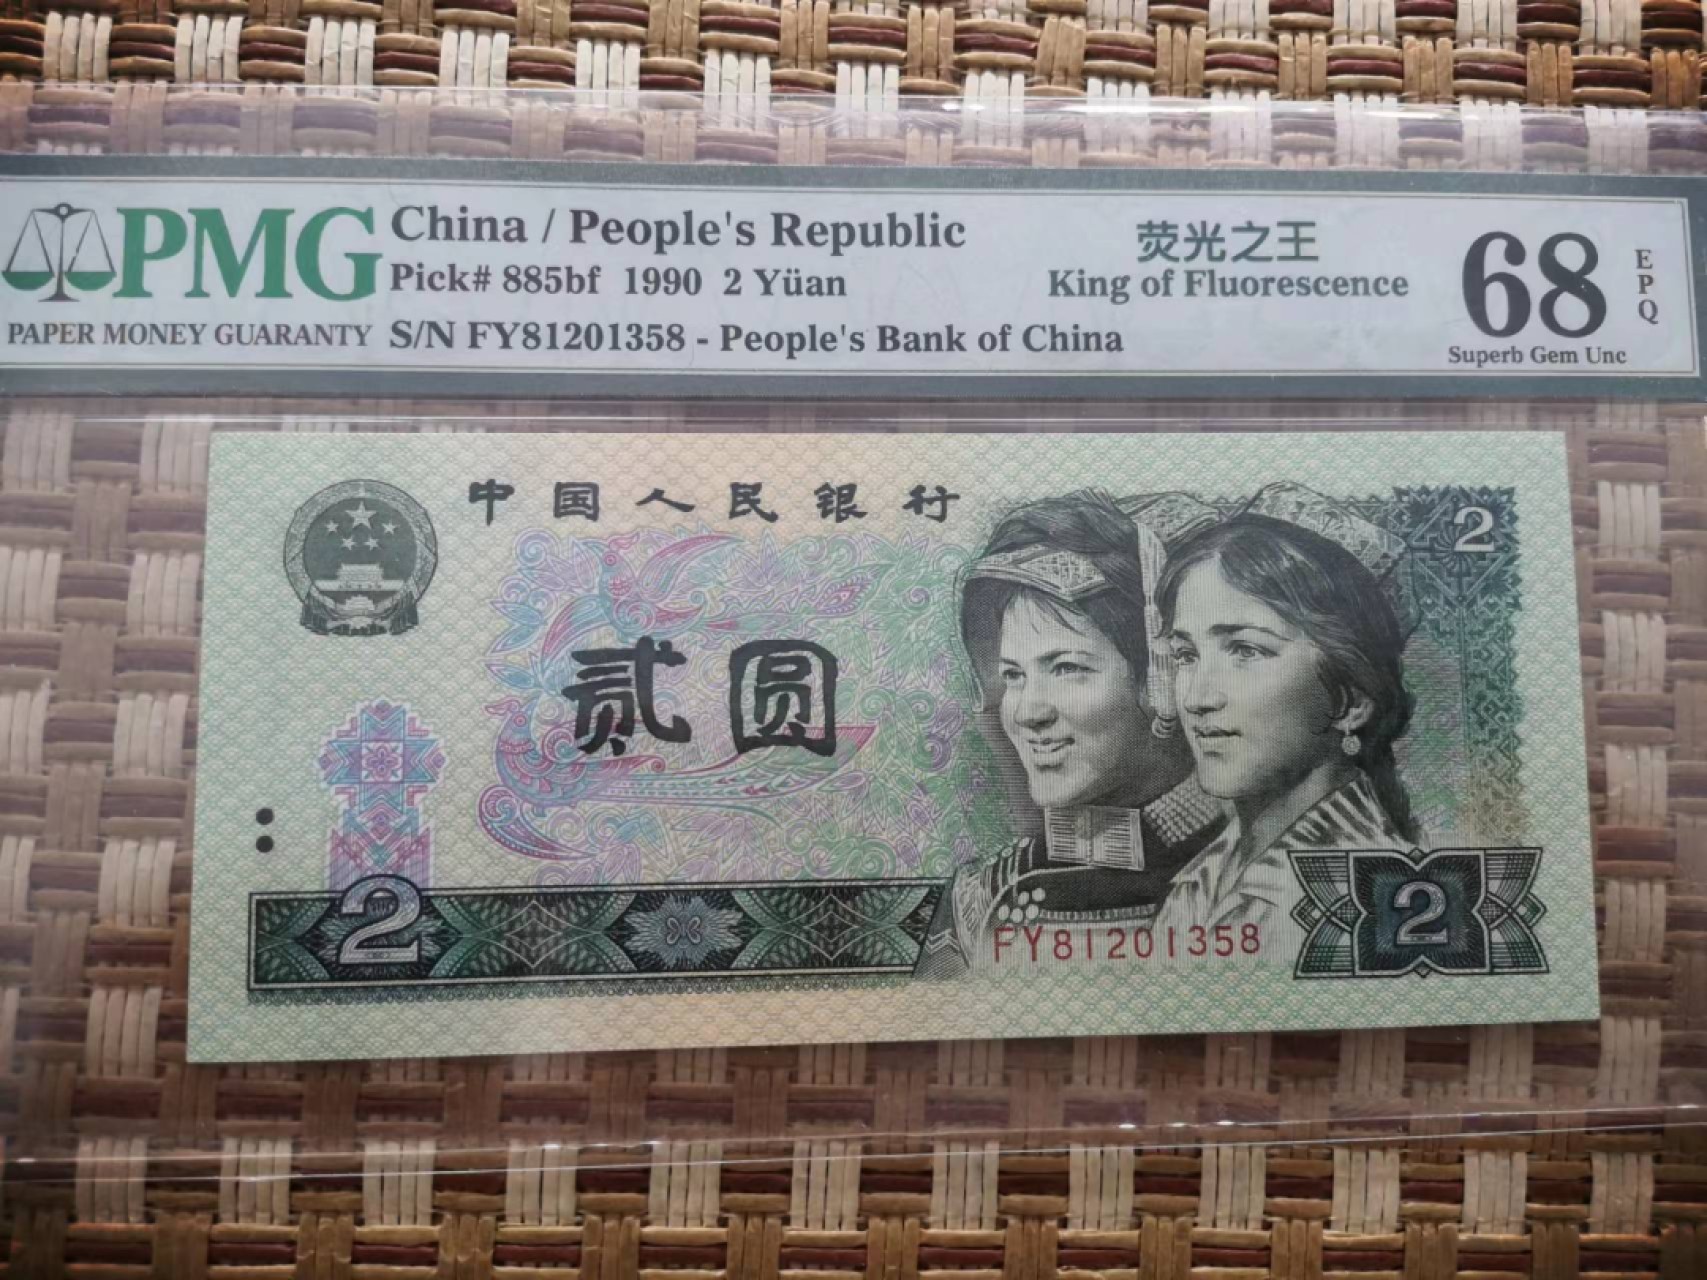 PMG
PAPER MONEY GUARANTY
China / People's Republic
Pick# 885bf 1990 2 Yüan
S/N FY81201358 - People's Bank of China
荧光之王
King of Fluorescence
68
EPQ
Superb Gem Unc
中国人民银行
2
贰圆
2
FY81201358
2